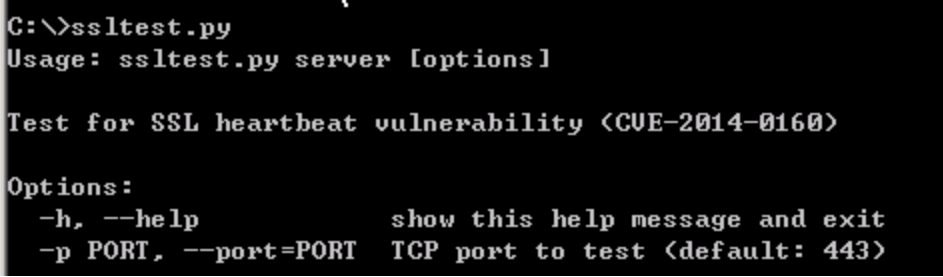 C:\>ssltest.py
Usage: ssltest.py server [options]
Test for SSL heartbeat vulnerability (CVE-2014-0160)
Options:
-h, --help show this help message and exit
-p PORT, --port=PORT TCP port to test (default: 443)